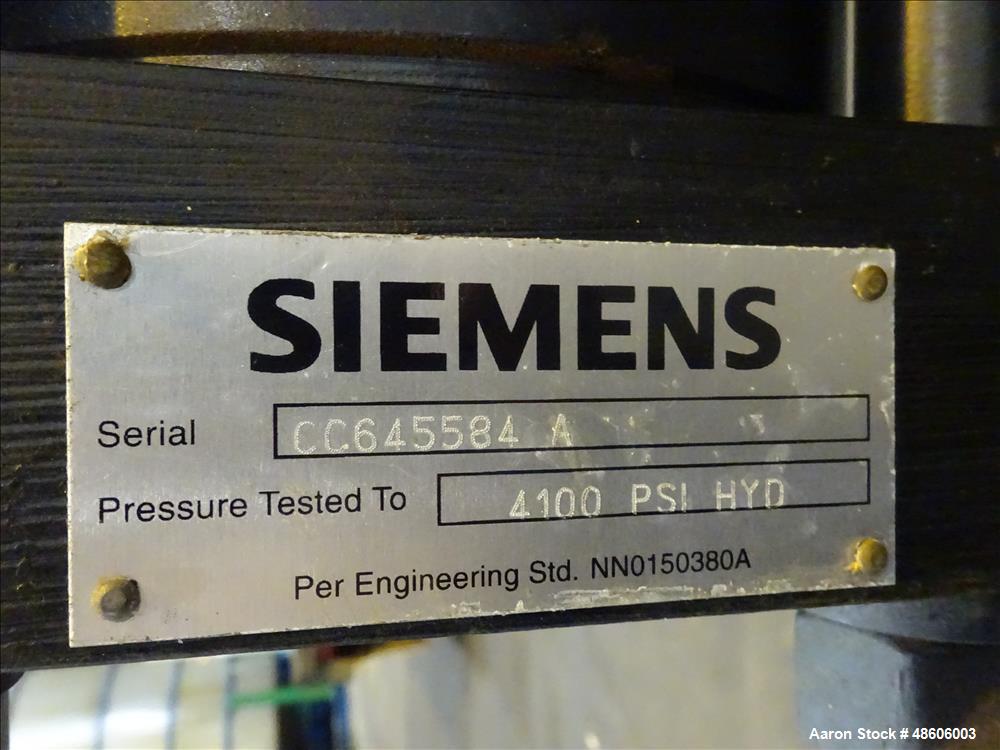 SIEMENS
Serial CC645584 A
Pressure Tested To 4100 PSI HYD
Per Engineering Std. NN0150380A
Aaron Stock # 48606003